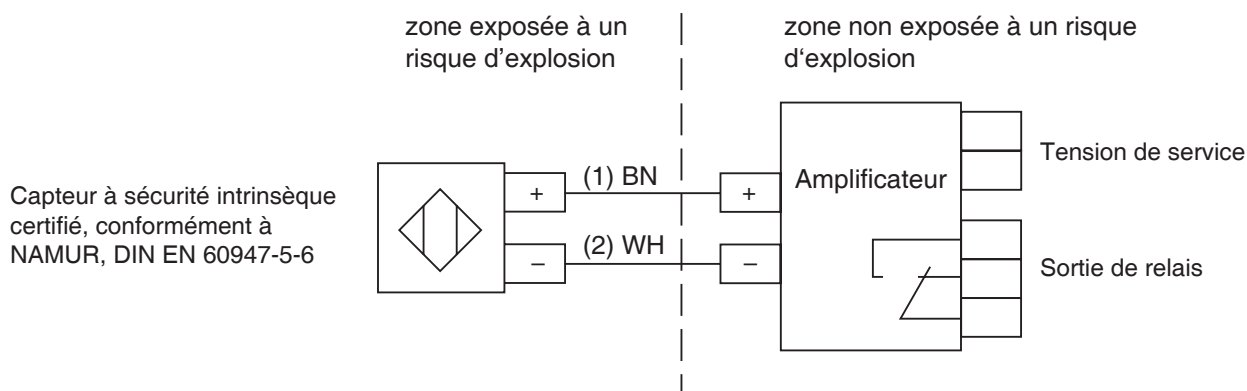 zone exposée à un
risque d'explosion
zone non exposée à un risque
d‘explosion
Capteur à sécurité intrinsèque
certifié, conformément à
NAMUR, DIN EN 60947-5-6
+
(1) BN
+
Amplificateur
Tension de service
–
(2) WH
–
Sortie de relais